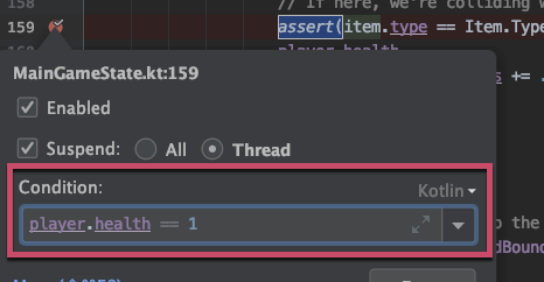 158
// If here, we're colliding
159 assert(item.type == Item.Type
160 player.health
MainGameState.kt:159
+= .
Enabled
Suspend: All Thread
Condition: Kotlin
player.health == 1
the
dBound